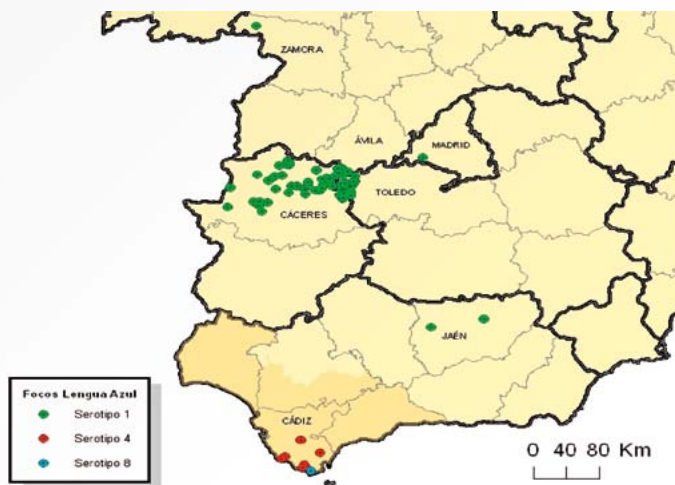 ZAMORA
ÁVILA
MADRID
TOLEDO
CÁCERES
JAÉN
CÁDIZ
Focos Lengua Azul
Serotipo 1
Serotipo 4
Serotipo 8
0 40 80 Km